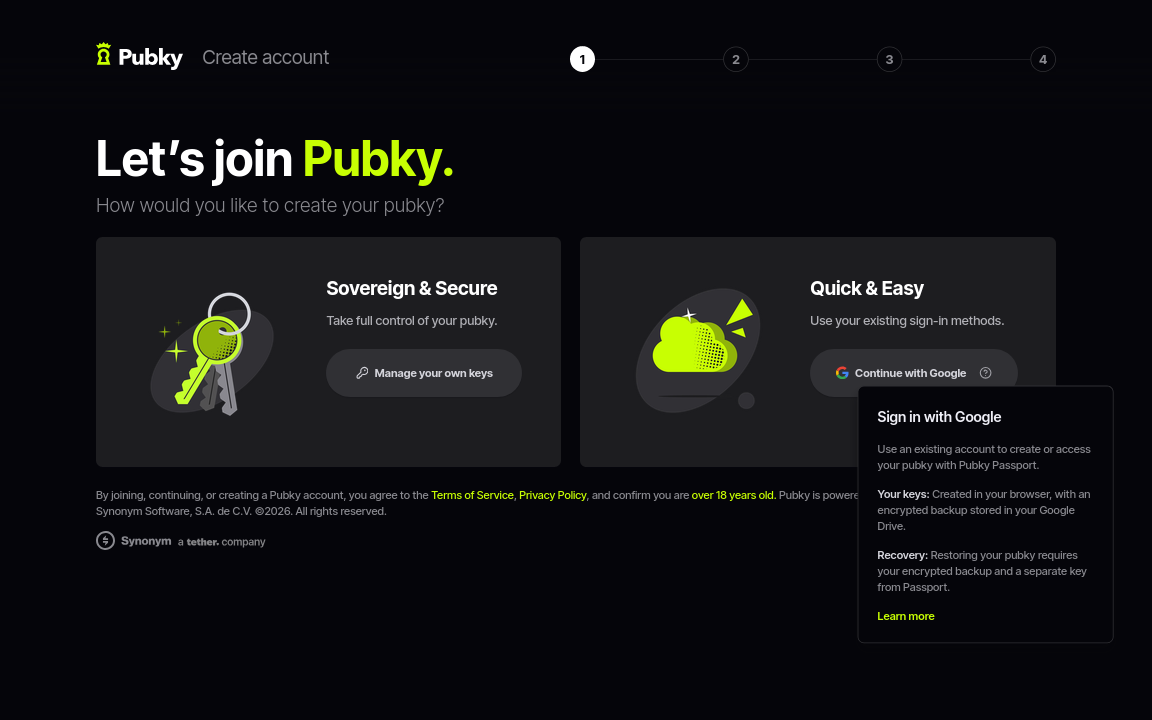 Pubky Create account
1 2 3 4
Let's join Pubky.
How would you like to create your pubky?
Sovereign & Secure
Take full control of your pubky.
Manage your own keys
Quick & Easy
Use your existing sign-in methods.
Continue with Google
Sign in with Google
Use an existing account to create or access
your pubky with Pubky Passport.
Your keys: Created in your browser, with an
encrypted backup stored in your Google
Drive.
Recovery: Restoring your pubky requires
your encrypted backup and a separate key
from Passport.
Learn more
By joining, continuing, or creating a Pubky account, you agree to the Terms of Service, Privacy Policy, and confirm you are over 18 years old. Pubky is powere
Synonym Software, S.A. de C.V. ©2026. All rights reserved.
Synonym a tether. company